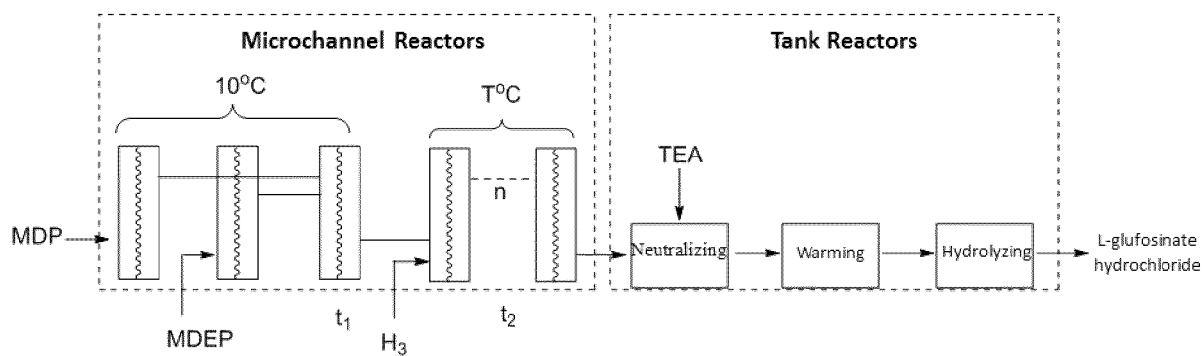 Microchannel Reactors
Tank Reactors
10°C
T°C
TEA
n
MDP
Neutralizing
Warming
Hydrolyzing
L-glufosinate
hydrochloride
MDEP
t₁
H₃
t₂